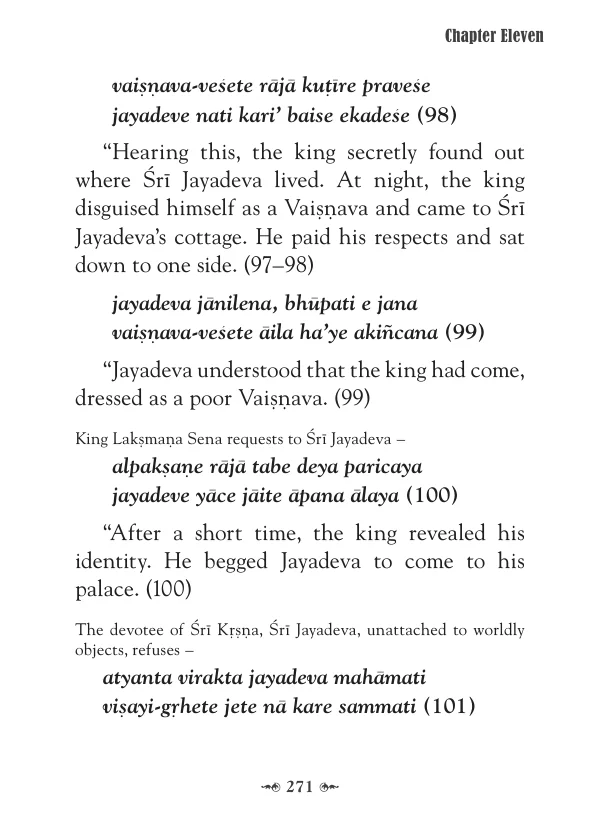 Chapter Eleven
vaiṣṇava-veśete rājā kuṭīre praveśe
jayadeve nati kari’ baise ekadeśe (98)
“Hearing this, the king secretly found out
where Śrī Jayadeva lived. At night, the king
disguised himself as a Vaiṣṇava and came to Śrī
Jayadeva’s cottage. He paid his respects and sat
down to one side. (97–98)
jayadeva jānilena, bhūpati e jana
vaiṣṇava-veśete āila ha’ye akiñcana (99)
“Jayadeva understood that the king had come,
dressed as a poor Vaiṣṇava. (99)
King Lakṣmaṇa Sena requests to Śrī Jayadeva –
alpakṣaṇe rājā tabe deya paricaya
jayadeve yāce jāite āpana ālaya (100)
“After a short time, the king revealed his
identity. He begged Jayadeva to come to his
palace. (100)
The devotee of Śrī Kṛṣṇa, Śrī Jayadeva, unattached to worldly
objects, refuses –
atyanta virakta jayadeva mahāmati
viṣayi-gṛhete jete nā kare sammati (101)
271